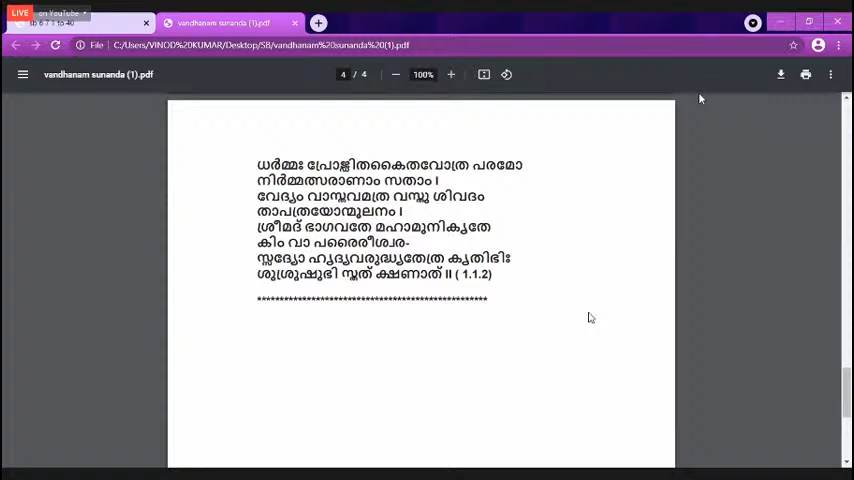 LIVE
en YouTube
sb 6.7 1 to 40
vandhanam sunanda (1).pdf
File
C:/Users/VINOD%20KUMAR/Desktop/SB/vandhanam%20sunanda%20(1).pdf
vandhanam sunanda (1).pdf
4 / 4
100%
ധർമ്മഃ പ്രോജ്ഝിതകൈതവോത്ര പരമോ
നിർമ്മത്സരാണാം സതാം ।
വേദ്യം വാസ്തവമത്ര വസ്തു ശിവദം
താപത്രയോന്മൂലനം ।
ശ്രീമദ് ഭാഗവതേ മഹാമുനികൃതേ
കിം വാ പരൈരീശ്വര-
സ്സദ്യോ ഹൃദ്യവരുദ്ധ്യതേത്ര കൃതിഭിഃ
ശുശ്രുഷുഭി സ്തത് ക്ഷണാത് ॥ ( 1.1.2)
**************************************************